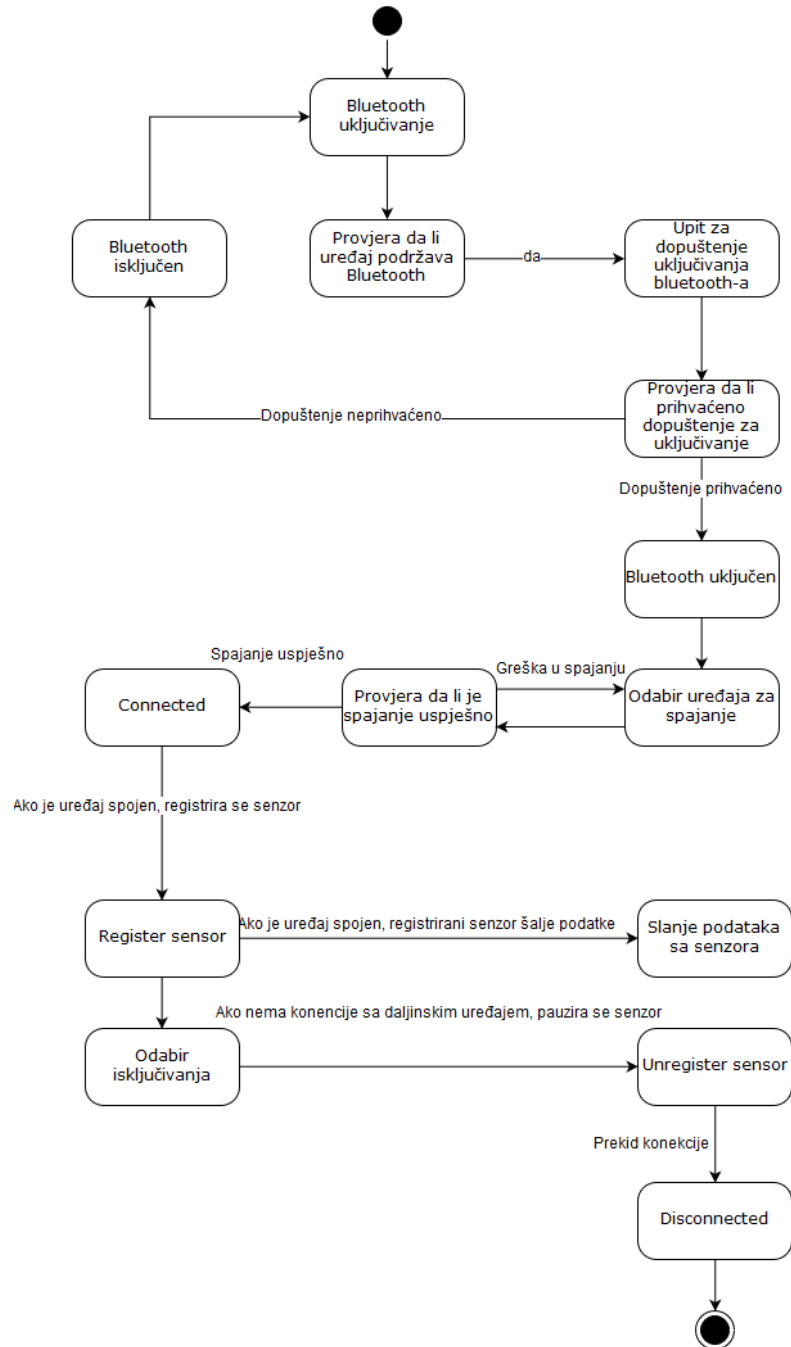 Bluetooth
uključivanje
Bluetooth
isključen
Provjera da li
uređaj podržava
Bluetooth
da
Upit za
dopuštenje
uključivanja
bluetooth-a
Provjera da li
prihvaćeno
dopuštenje za
uključivanje
Dopuštenje neprihvaćeno
Dopuštenje prihvaćeno
Bluetooth uključen
Spajanje uspješno
Greška u spajanju
Connected
Provjera da li je
spajanje uspješno
Odabir uređaja za
spajanje
Ako je uređaj spojen, registrira se senzor
Register sensor
Ako je uređaj spojen, registrirani senzor šalje podatke
Slanje podataka
sa senzora
Ako nema konencije sa daljinskim uređajem, pauzira se senzor
Odabir
isključivanja
Unregister sensor
Prekid konekcije
Disconnected